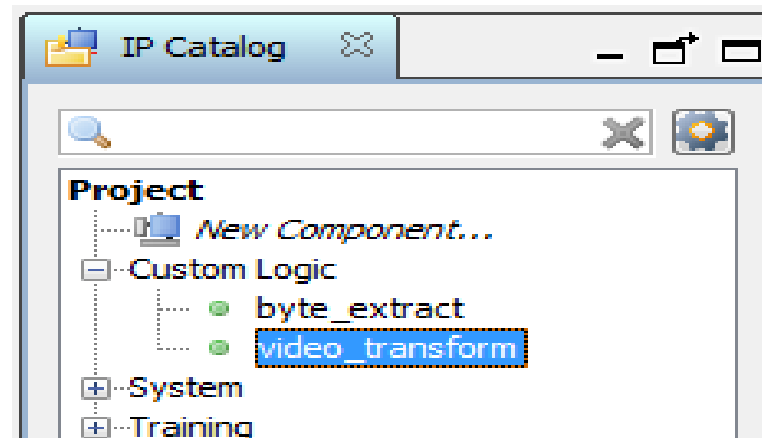 IP Catalog
Project
New Component...
Custom Logic
byte_extract
video_transform
System
Training